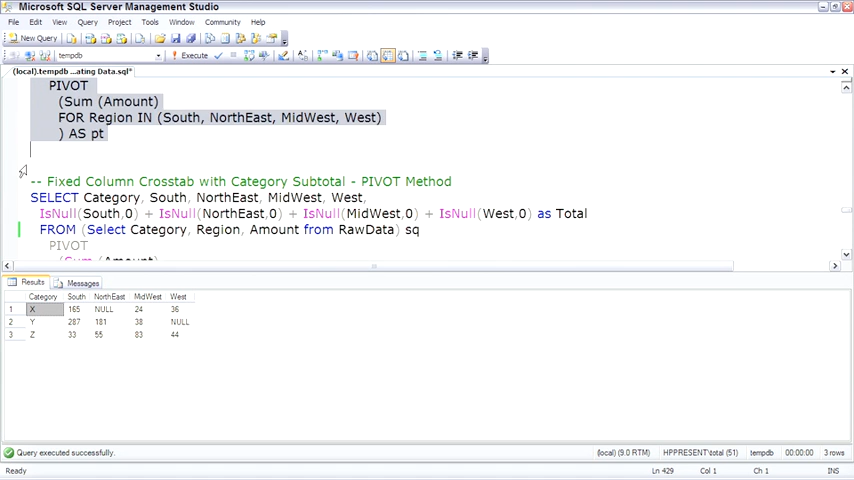 Microsoft SQL Server Management Studio
File Edit View Query Project Tools Window Community Help
New Query
tempdb Execute
(local).tempdb ...ating Data.sql*
PIVOT
(Sum (Amount)
FOR Region IN (South, NorthEast, MidWest, West)
) AS pt
-- Fixed Column Crosstab with Category Subtotal - PIVOT Method
SELECT Category, South, NorthEast, MidWest, West,
IsNull(South,0) + IsNull(NorthEast,0) + IsNull(MidWest,0) + IsNull(West,0) as Total
FROM (Select Category, Region, Amount from RawData) sq
PIVOT
(Sum (Amount)
Results Messages
Category South NorthEast MidWest West
1 X 165 NULL 24 36
2 Y 287 181 38 NULL
3 Z 33 55 83 44
Query executed successfully. (local) (9.0 RTM) HPPRESENT\total (51) tempdb 00:00:00 3 rows
Ready Ln 429 Col 1 Ch 1 INS